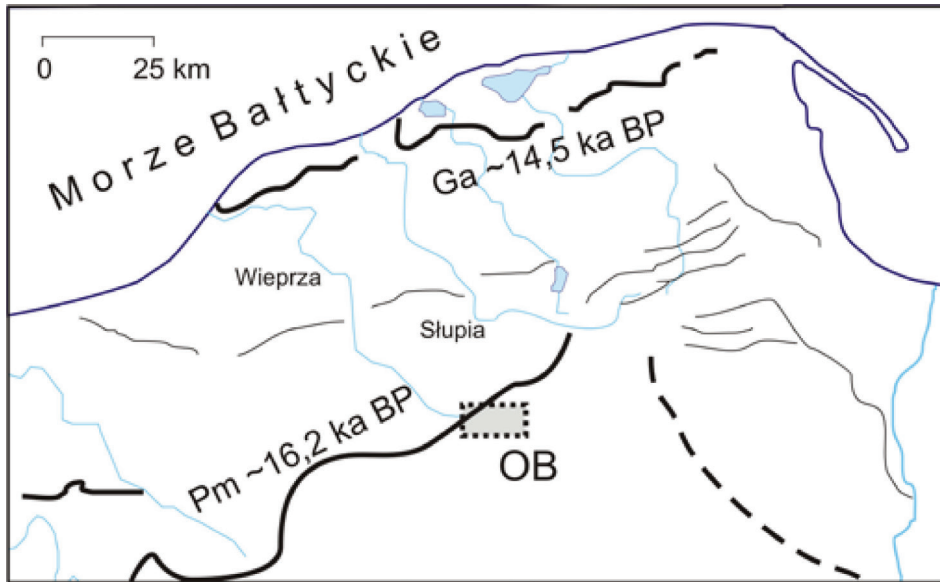 0 25 km
Morze Bałtyckie
Ga ~14,5 ka BP
Wieprza
Słupia
Pm ~16,2 ka BP
OB